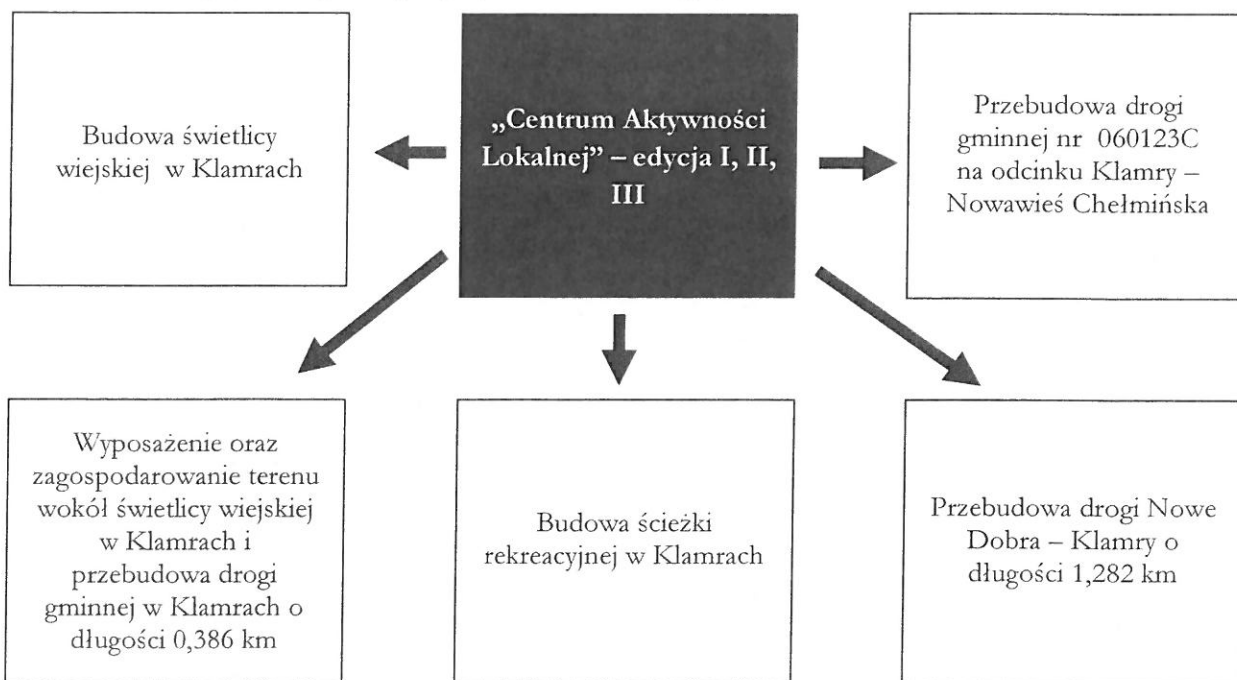 Budowa świetlicy
wiejskiej w Klamrach
„Centrum Aktywności
Lokalnej” – edycja I, II,
III
Przebudowa drogi
gminnej nr 060123C
na odcinku Klamry –
Nowawieś Chełmińska
Wyposażenie oraz
zagospodarowanie terenu
wokół świetlicy wiejskiej
w Klamrach i
przebudowa drogi
gminnej w Klamrach o
długości 0,386 km
Budowa ścieżki
rekreacyjnej w Klamrach
Przebudowa drogi Nowe
Dobra – Klamry o
długości 1,282 km